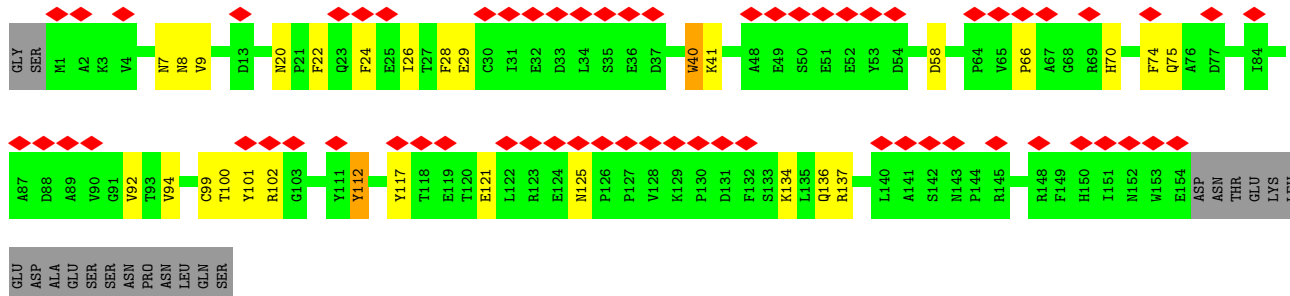 GLY SER M1 A2 K3 V4 D13 N7 N8 V9 N20 P21 F22 Q23 F24 E25 I26 T27 F28 E29 C30 I31 E32 D33 L34 S35 E36 D37 W40 K41 A48 E49 S50 E51 E52 Y53 D54 D58 P64 V65 P66 A67 G68 R69 H70 F74 Q75 A76 D77 I84
A87 D88 A89 V90 G91 V92 T93 V94 C99 T100 Y101 R102 G103 Y111 Y112 Y117 T118 E119 T120 E121 L122 R123 E124 N125 P126 P127 V128 K129 P130 D131 F132 S133 K134 L135 Q136 R137 L140 A141 S142 N143 P144 R145 R148 F149 H150 I151 N152 W153 E154 ASP ASN THR GLU LYS
GLU ASP ALA GLU SER SER ASN PRO ASN LEU GLN SER